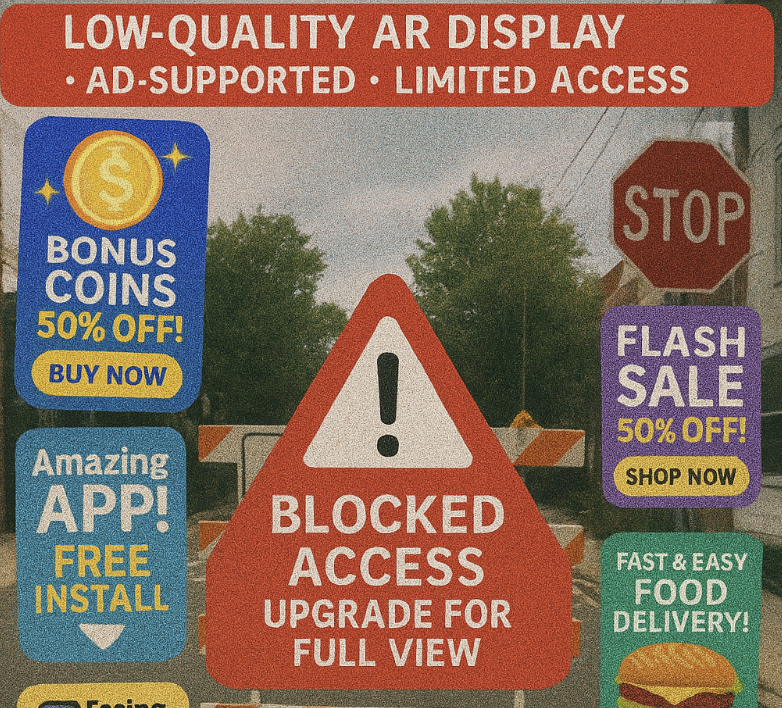 LOW-QUALITY AR DISPLAY
• AD-SUPPORTED • LIMITED ACCESS
BONUS
COINS
50% OFF!
BUY NOW
Amazing
APP!
FREE
INSTALL
STOP
FLASH
SALE
50% OFF!
SHOP NOW
BLOCKED
ACCESS
UPGRADE FOR
FULL VIEW
FAST & EASY
FOOD
DELIVERY!